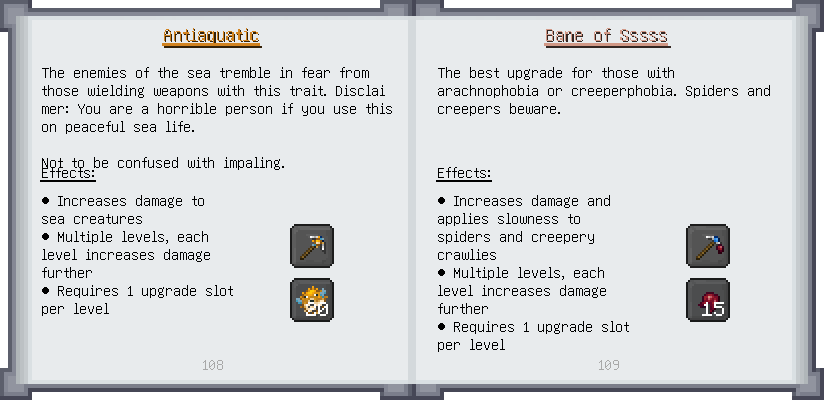 Antiaquatic
The enemies of the sea tremble in fear from
those wielding weapons with this trait. Disclai
mer: You are a horrible person if you use this
on peaceful sea life.
Not to be confused with impaling.
Effects:
• Increases damage to
sea creatures
• Multiple levels, each
level increases damage
further
• Requires 1 upgrade slot
per level
20
108
Bane of Sssss
The best upgrade for those with
arachnophobia or creeperphobia. Spiders and
creepers beware.
Effects:
• Increases damage and
applies slowness to
spiders and creepery
crawlies
• Multiple levels, each
level increases damage
further
• Requires 1 upgrade slot
per level
15
109